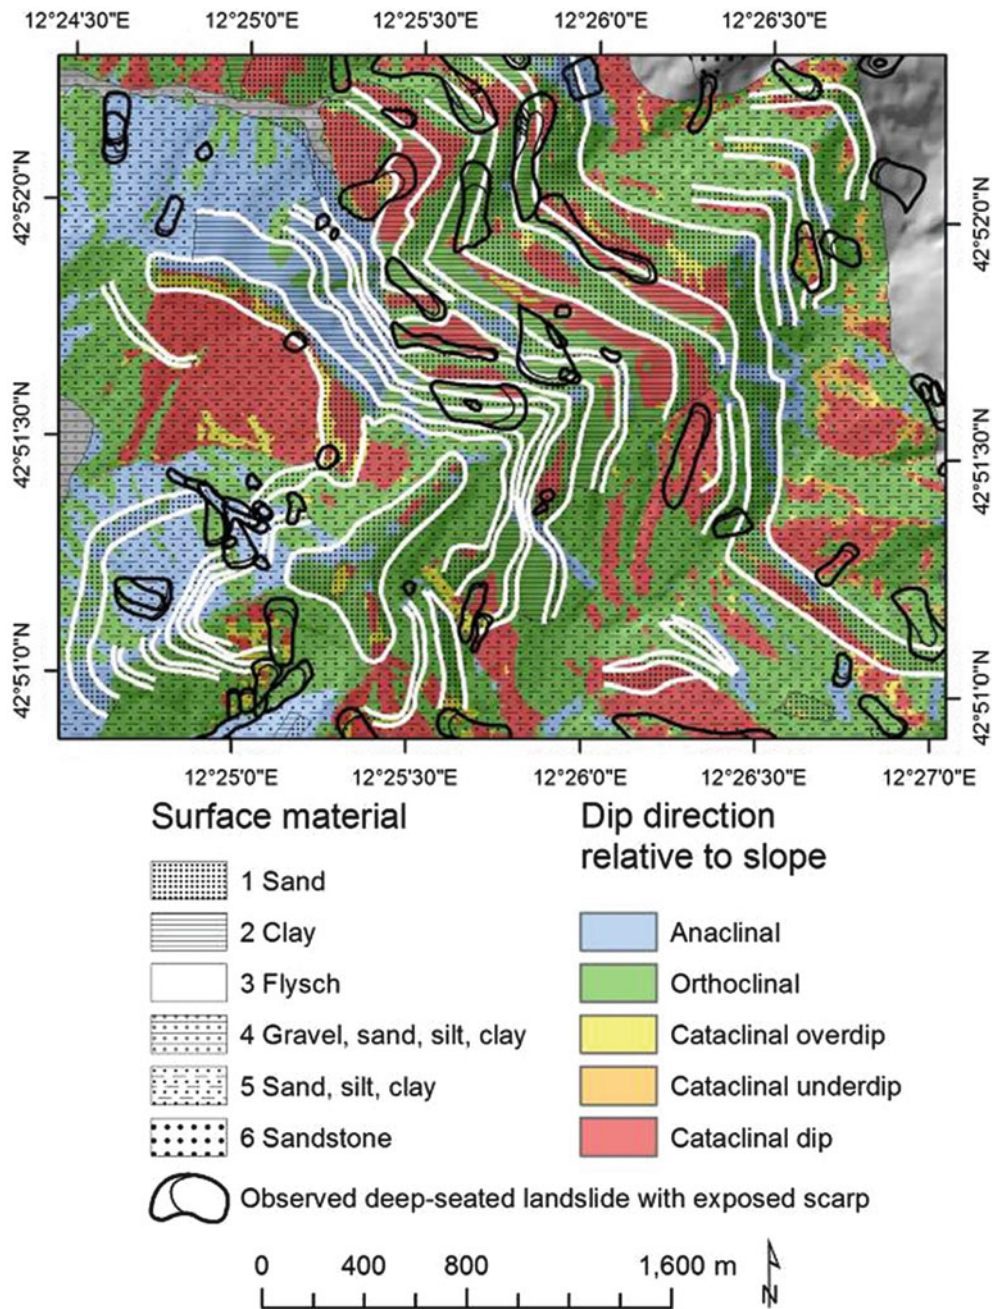 12°24'30"E 12°25'0"E 12°25'30"E 12°26'0"E 12°26'30"E
42°52'0"N
42°51'30"N
42°51'0"N
42°52'0"N
42°51'30"N
42°51'0"N
12°25'0"E 12°25'30"E 12°26'0"E 12°26'30"E 12°27'0"E
Surface material
1 Sand
2 Clay
3 Flysch
4 Gravel, sand, silt, clay
5 Sand, silt, clay
6 Sandstone
Dip direction
relative to slope
Anaclinal
Orthoclinal
Cataclinal overdip
Cataclinal underdip
Cataclinal dip
Observed deep-seated landslide with exposed scarp
0 400 800 1,600 m
N